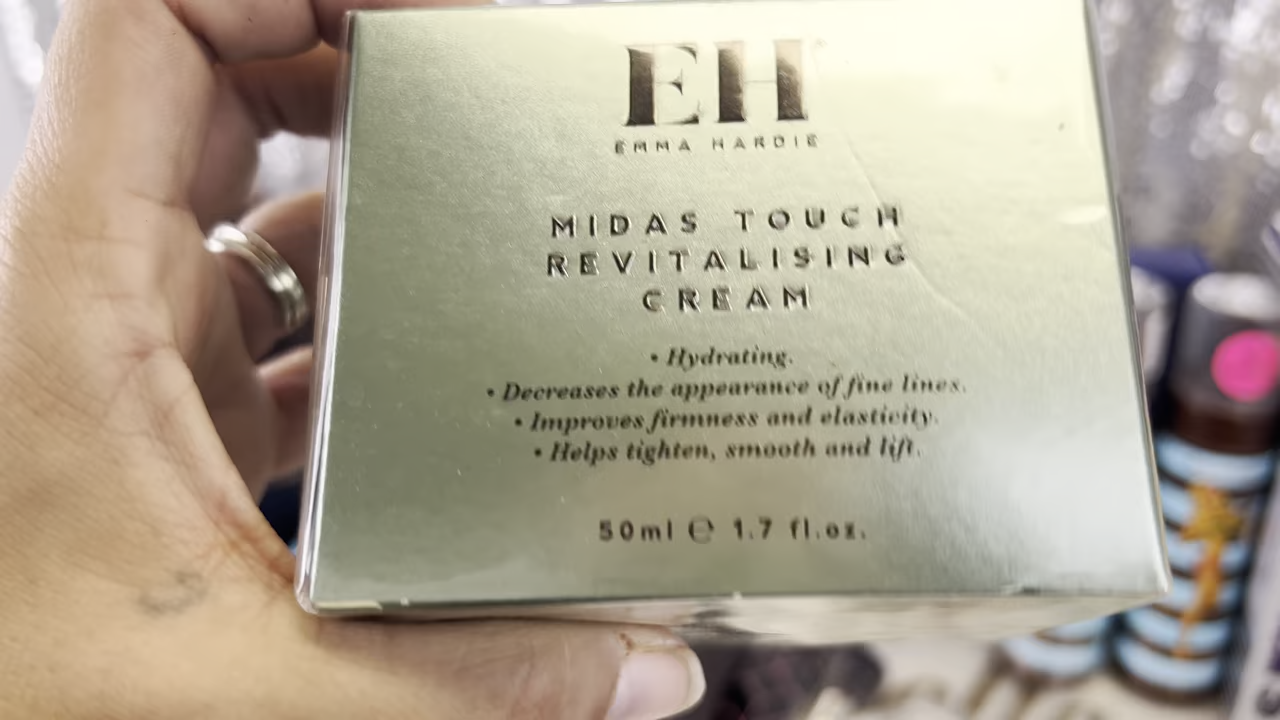 EH
EMMA HARDIE
MIDAS TOUCH
REVITALISING
CREAM
• Hydrating.
• Decreases the appearance of fine lines.
• Improves firmness and elasticity.
• Helps tighten, smooth and lift.
50ml ℮ 1.7 fl.oz.